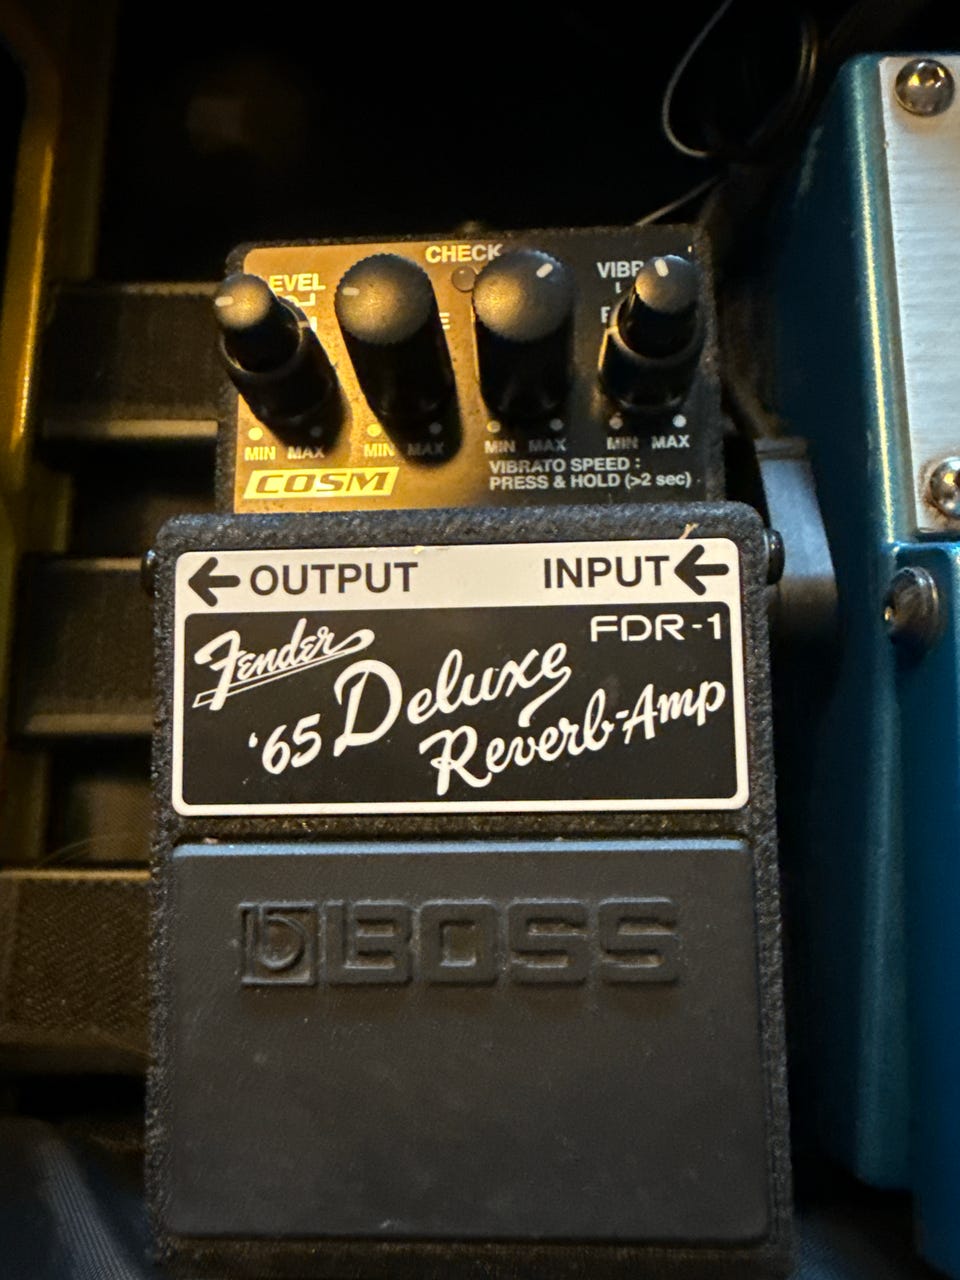 CHECK
MIN MAX MIN MAX MIN MAX MIN MAX
COSM
VIBRATO SPEED :
PRESS & HOLD (>2 sec)
OUTPUT INPUT
FDR-1
Fender
'65 Deluxe
Reverb-Amp
BOSS